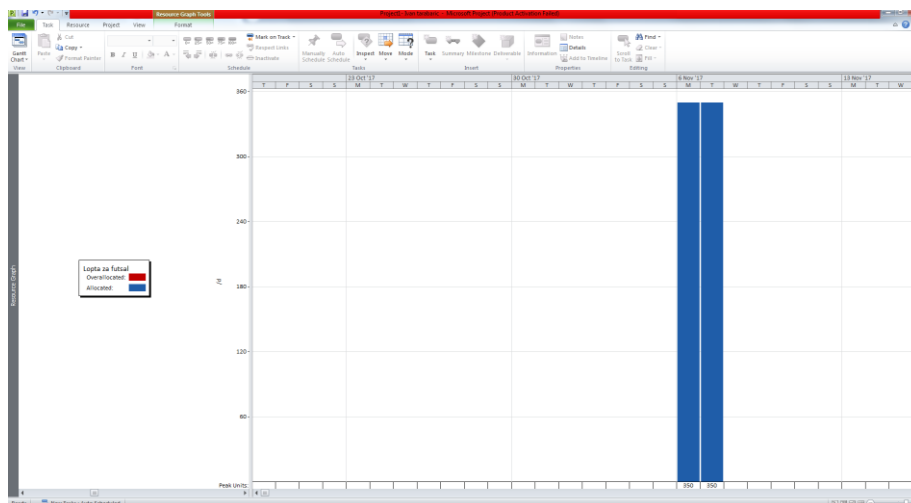 Resource Graph Tools
Project1-Ivan Ivanković - Microsoft Project (Product Activation Failed)
File Task Resource Project View Format
Gantt Chart
Paste
Cut
Copy
Format Painter
B I U
Mark on Track
Respect Links
Inactivate
Manually Schedule
Auto Schedule
Inspect
Move
Mode
Task
Summary
Milestone
Deliverable
Information
Notes
Details
Add to Timeline
Scroll to Task
Find
Clear
Fill
View Clipboard Font Schedule Tasks Insert Properties Editing
23 Oct '17 30 Oct '17 6 Nov '17 13 Nov '17
T F S S M T W T F S S M T W T F S S M T W T F S S M T W
360
300
240
180
120
60
/d
Resource Graph
Lopta za futsal
Overallocated:
Allocated:
Peak Units: 350 350